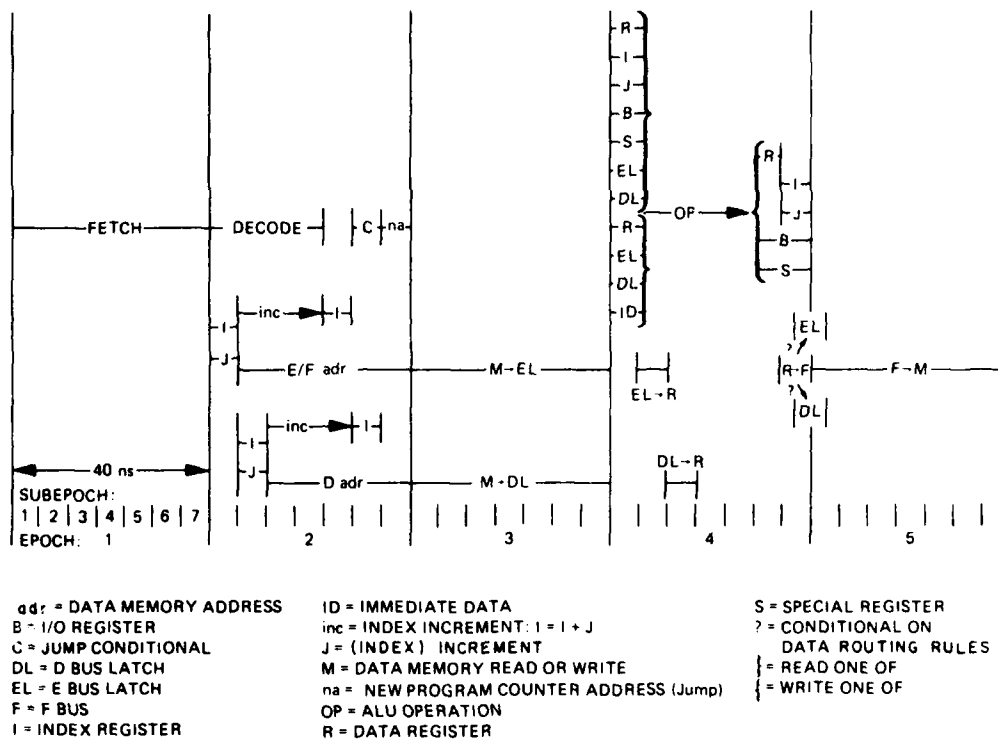 R
I
J
B
S
EL
DL
R
EL
DL
ID
OP
R
I
J
B
S
FETCH
DECODE
C
na
I
J
inc
I
E/F adr
M→EL
EL→R
EL
?
R→F
?
DL
F→M
I
J
inc
I
D adr
M→DL
DL→R
40 ns
SUBEPOCH:
1 | 2 | 3 | 4 | 5 | 6 | 7
EPOCH: 1 2 3 4 5
adr = DATA MEMORY ADDRESS
B = I/O REGISTER
C = JUMP CONDITIONAL
DL = D BUS LATCH
EL = E BUS LATCH
F = F BUS
I = INDEX REGISTER
ID = IMMEDIATE DATA
inc = INDEX INCREMENT: I = I + J
J = (INDEX) INCREMENT
M = DATA MEMORY READ OR WRITE
na = NEW PROGRAM COUNTER ADDRESS (Jump)
OP = ALU OPERATION
R = DATA REGISTER
S = SPECIAL REGISTER
? = CONDITIONAL ON
DATA ROUTING RULES
} = READ ONE OF
{ = WRITE ONE OF